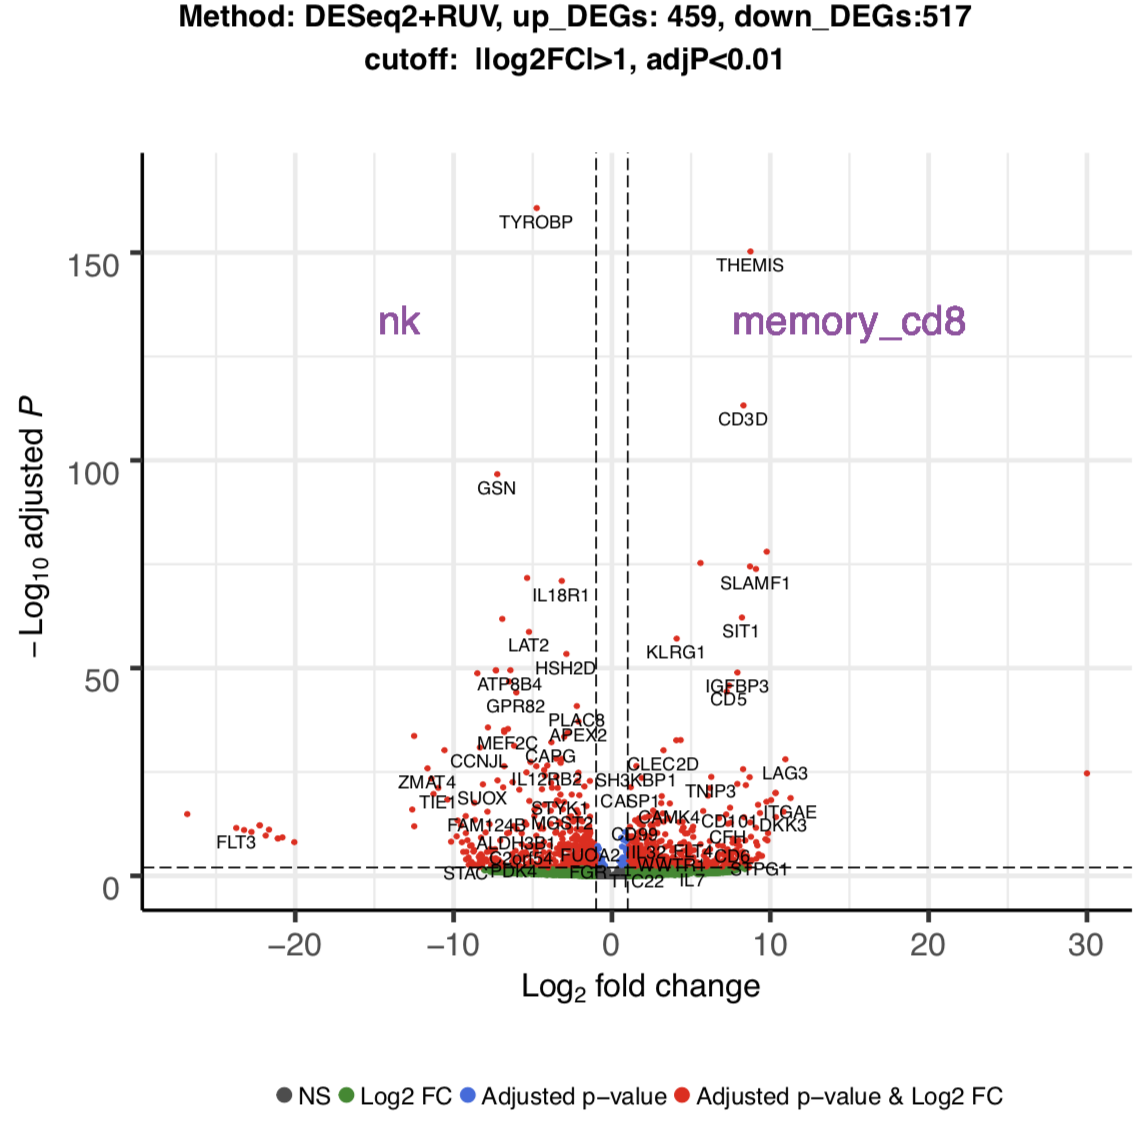 Method: DESeq2+RUV, up_DEGs: 459, down_DEGs:517
cutoff: |log2FC|>1, adjP<0.01
TYROBP
150
THEMIS
nk memory_cd8
CD3D
100
GSN
SLAMF1
IL18R1
SIT1
LAT2
KLRG1
HSH2D
50
ATP8B4
IGFBP3
CD5
GPR82
PLAC8
APEX2
MEF2C
CAPG
CCNJL
CLEC2D
LAG3
ZMAT4
IL12RB2
SH3KBP1
TNIP3
TIE1
SUOX
CASP1
STYK1
ITGAE
CAMK4
CD101
DKK3
FAM124B
MGST2
CD99
CFH
ALDH3B1
FLT3
IL32
FLT4
C2orf54
FUCA2
CD6
WWTR1
STPG1
STAC
PDK4
FGR
TTC22
IL7
0
−Log10 adjusted P
−20 −10 0 10 20 30
Log2 fold change
NS Log2 FC Adjusted p−value Adjusted p−value & Log2 FC